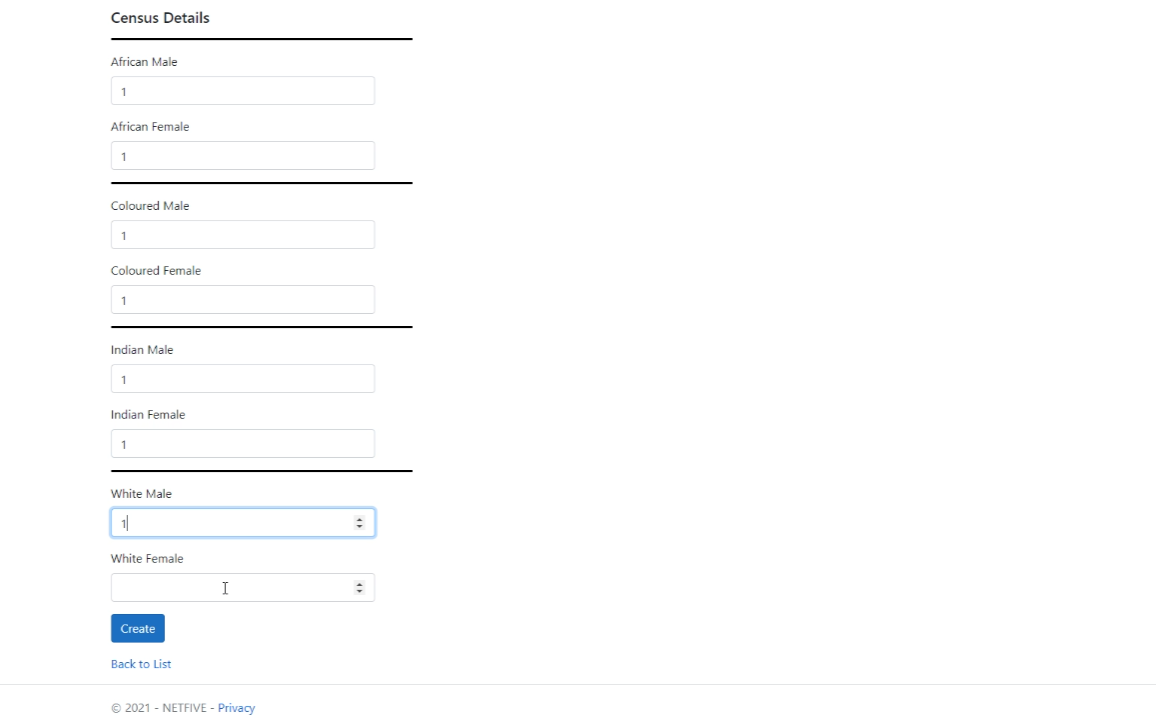 Census Details
African Male
1
African Female
1
Coloured Male
1
Coloured Female
1
Indian Male
1
Indian Female
1
White Male
1
White Female
Create
Back to List
© 2021 - NETFIVE - Privacy